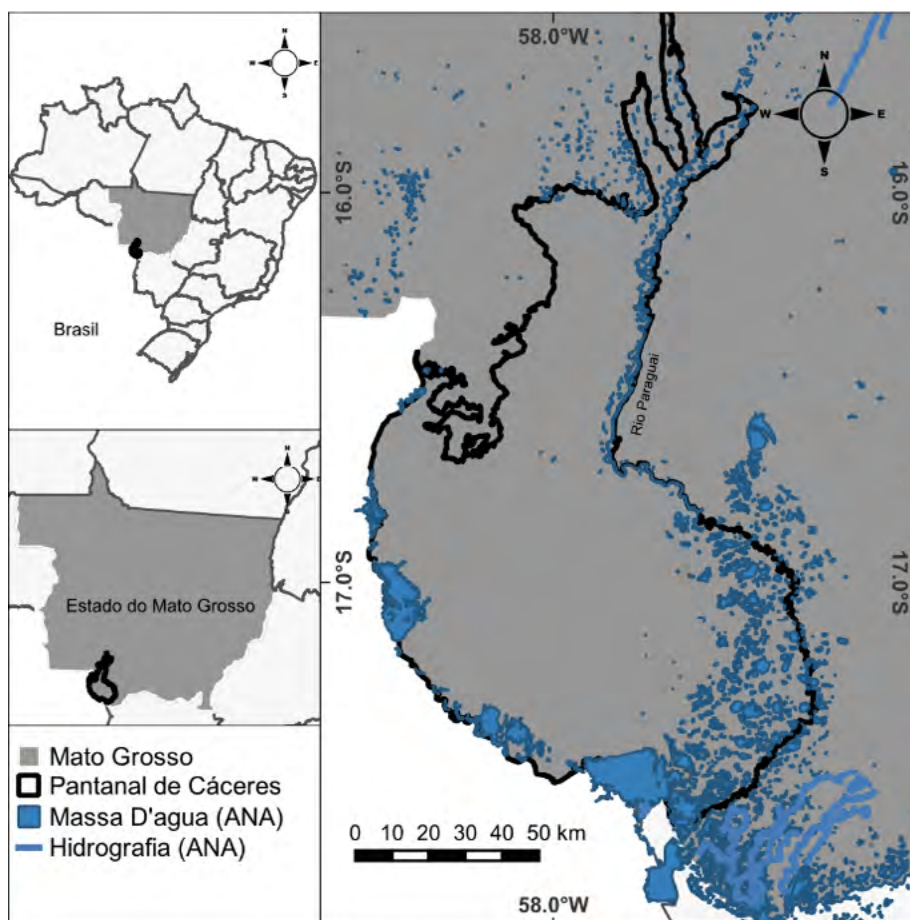 N
W E
S
Brasil
N
W E
S
Estado do Mato Grosso
Mato Grosso
Pantanal de Cáceres
Massa D'agua (ANA)
Hidrografia (ANA)
58.0°W
N
W E
S
16.0°S
16.0°S
Rio Paraguai
17.0°S
17.0°S
0 10 20 30 40 50 km
58.0°W